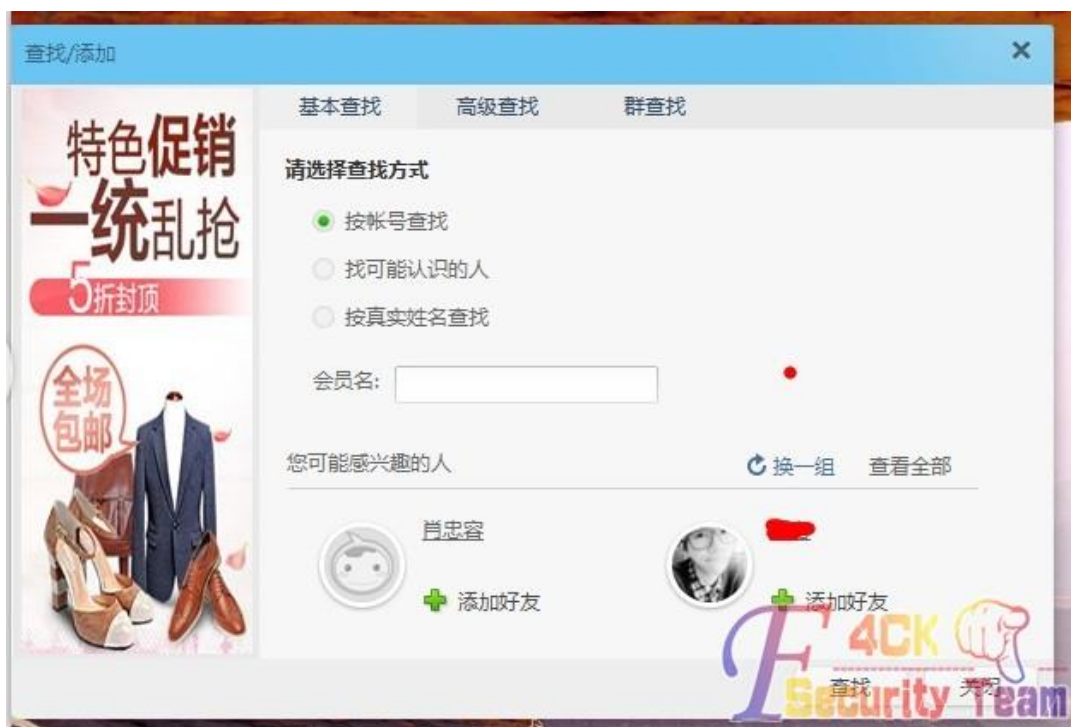 查找/添加
特色促销
一统乱抢
5折封顶
全场
包邮
基本查找 高级查找 群查找
请选择查找方式
按帐号查找
找可能认识的人
按真实姓名查找
会员名:
您可能感兴趣的人 换一组 查看全部
肖忠容
添加好友 添加好友
查找 关闭
F4CK
Security Team